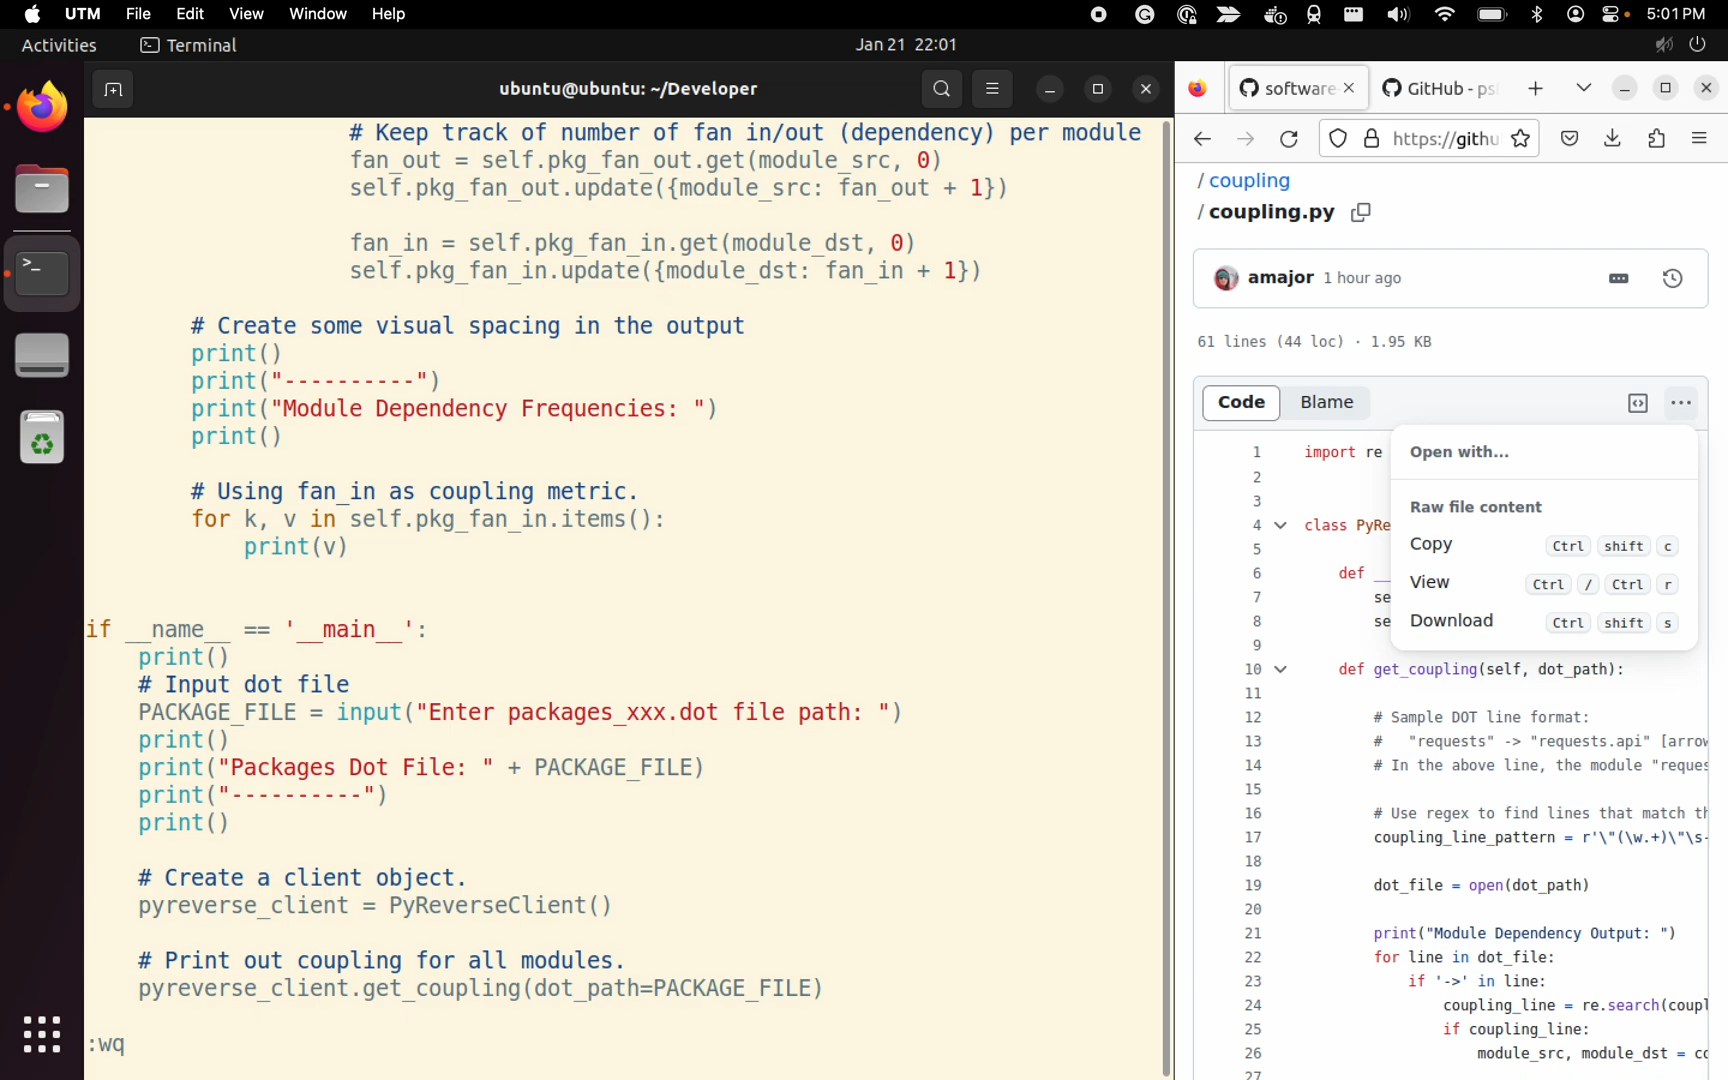 UTM File Edit View Window Help 5:01 PM
Activities Terminal Jan 21 22:01
ubuntu@ubuntu: ~/Developer
# Keep track of number of fan in/out (dependency) per module
fan_out = self.pkg_fan_out.get(module_src, 0)
self.pkg_fan_out.update({module_src: fan_out + 1})
fan_in = self.pkg_fan_in.get(module_dst, 0)
self.pkg_fan_in.update({module_dst: fan_in + 1})
# Create some visual spacing in the output
print()
print("----------")
print("Module Dependency Frequencies: ")
print()
# Using fan_in as coupling metric.
for k, v in self.pkg_fan_in.items():
print(v)
if __name__ == '__main__':
print()
# Input dot file
PACKAGE_FILE = input("Enter packages_xxx.dot file path: ")
print()
print("Packages Dot File: " + PACKAGE_FILE)
print("----------")
print()
# Create a client object.
pyreverse_client = PyReverseClient()
# Print out coupling for all modules.
pyreverse_client.get_coupling(dot_path=PACKAGE_FILE)
:wq
software GitHub - ps
https://githu
/ coupling
/ coupling.py
amajor 1 hour ago
61 lines (44 loc) · 1.95 KB
Code Blame
Open with...
Raw file content
Copy Ctrl shift c
View Ctrl / Ctrl r
Download Ctrl shift s
1 import re
2
3
4 class PyRe
5
6 def __
7 se
8 se
9
10 def get_coupling(self, dot_path):
11
12 # Sample DOT line format:
13 # "requests" -> "requests.api" [arrow
14 # In the above line, the module "reques
15
16 # Use regex to find lines that match th
17 coupling_line_pattern = r'\"(\w.+)\"\s-
18
19 dot_file = open(dot_path)
20
21 print("Module Dependency Output: ")
22 for line in dot_file:
23 if '->' in line:
24 coupling_line = re.search(coupl
25 if coupling_line:
26 module_src, module_dst = co
27